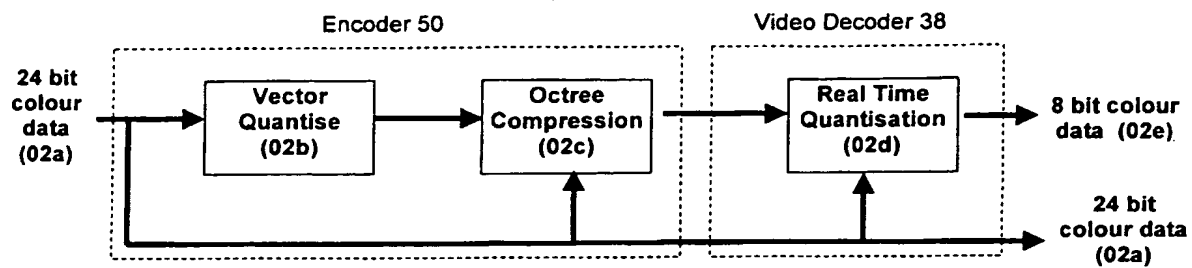 Encoder 50
Video Decoder 38
24 bit
colour
data
(02a)
Vector
Quantise
(02b)
Octree
Compression
(02c)
Real Time
Quantisation
(02d)
8 bit colour
data (02e)
24 bit
colour data
(02a)